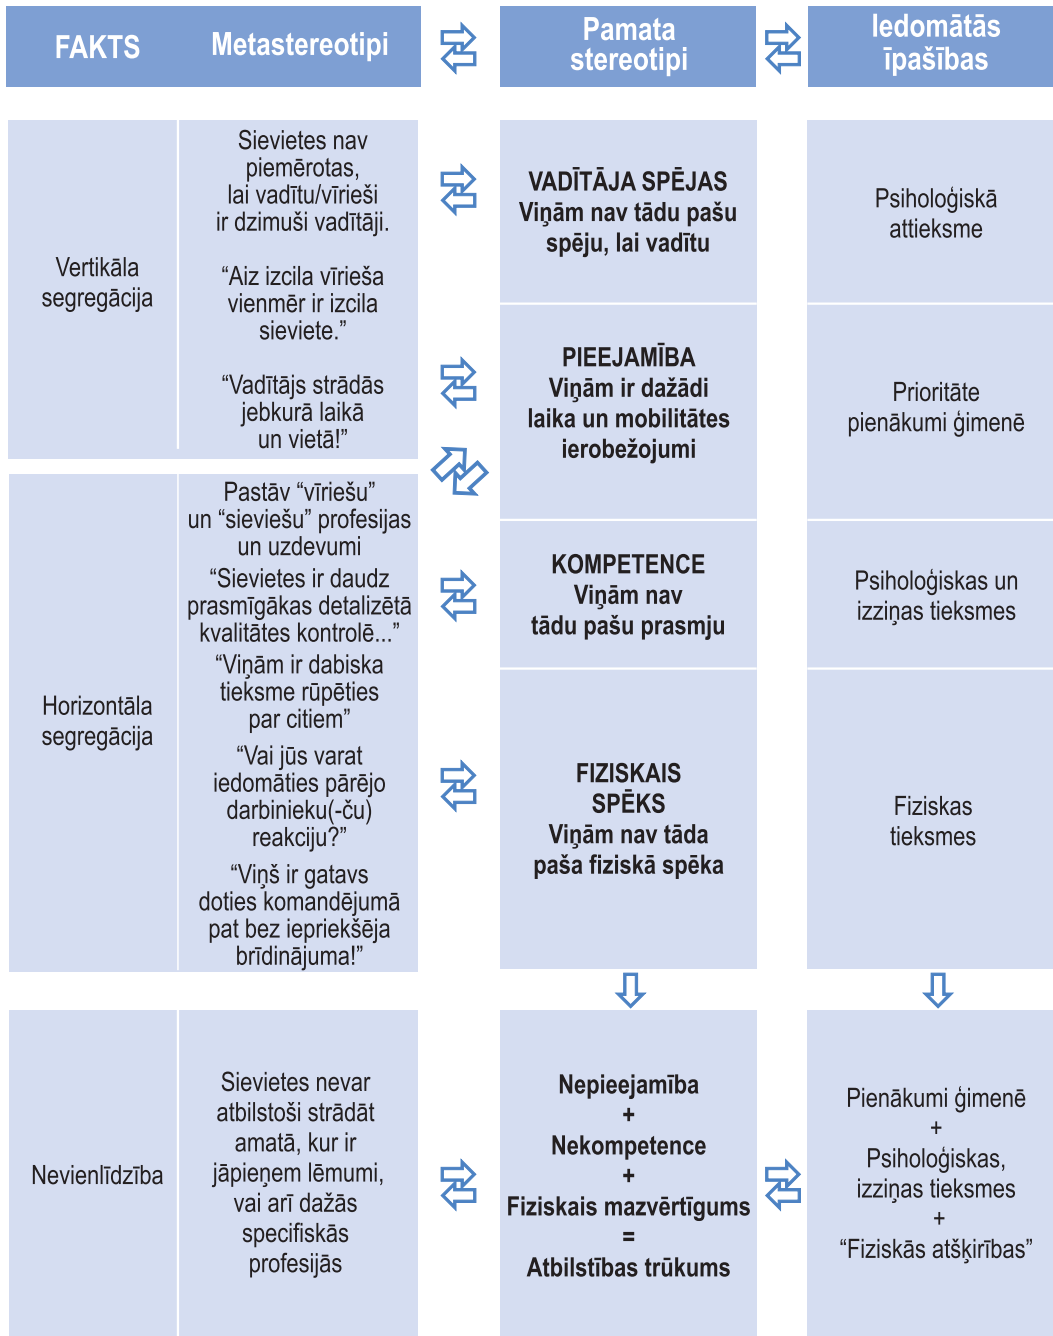 FAKTS
Metastereotipi
Pamata
stereotipi
Iedomātās
īpašības
Vertikāla
segregācija
Sievietes nav
piemērotas,
lai vadītu/vīrieši
ir dzimuši vadītāji.
“Aiz izcila vīrieša
vienmēr ir izcila
sieviete.”
“Vadītājs strādās
jebkurā laikā
un vietā!”
VADĪTĀJA SPĒJAS
Viņām nav tādu pašu
spēju, lai vadītu
Psiholoģiskā
attieksme
PIEEJAMĪBA
Viņām ir dažādi
laika un mobilitātes
ierobežojumi
Prioritāte
pienākumi ģimenē
Horizontāla
segregācija
Pastāv “vīriešu”
un “sieviešu” profesijas
un uzdevumi
“Sievietes ir daudz
prasmīgākas detalizētā
kvalitātes kontrolē...”
“Viņām ir dabiska
tieksme rūpēties
par citiem”
“Vai jūs varat
iedomāties pārējo
darbinieku(-ču)
reakciju?”
“Viņš ir gatavs
doties komandējumā
pat bez iepriekšēja
brīdinājuma!”
KOMPETENCE
Viņām nav
tādu pašu prasmju
Psiholoģiskas un
izziņas tieksmes
FIZISKAIS
SPĒKS
Viņām nav tāda
paša fiziskā spēka
Fiziskas
tieksmes
Nevienlīdzība
Sievietes nevar
atbilstoši strādāt
amatā, kur ir
jāpieņem lēmumi,
vai arī dažās
specifiskās
profesijās
Nepieejamība
+
Nekompetence
+
Fiziskais mazvērtīgums
=
Atbilstības trūkums
Pienākumi ģimenē
+
Psiholoģiskas,
izziņas tieksmes
+
“Fiziskās atšķirības”